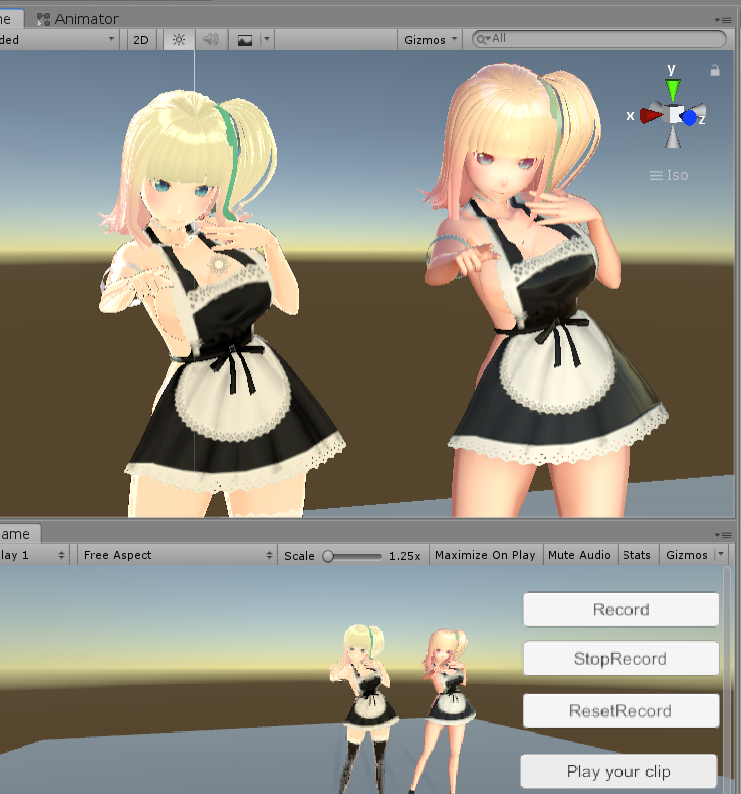 ne Animator
ded 2D Gizmos All
y
x z
Iso
ame
lay 1 Free Aspect Scale 1.25x Maximize On Play Mute Audio Stats Gizmos
Record
StopRecord
ResetRecord
Play your clip